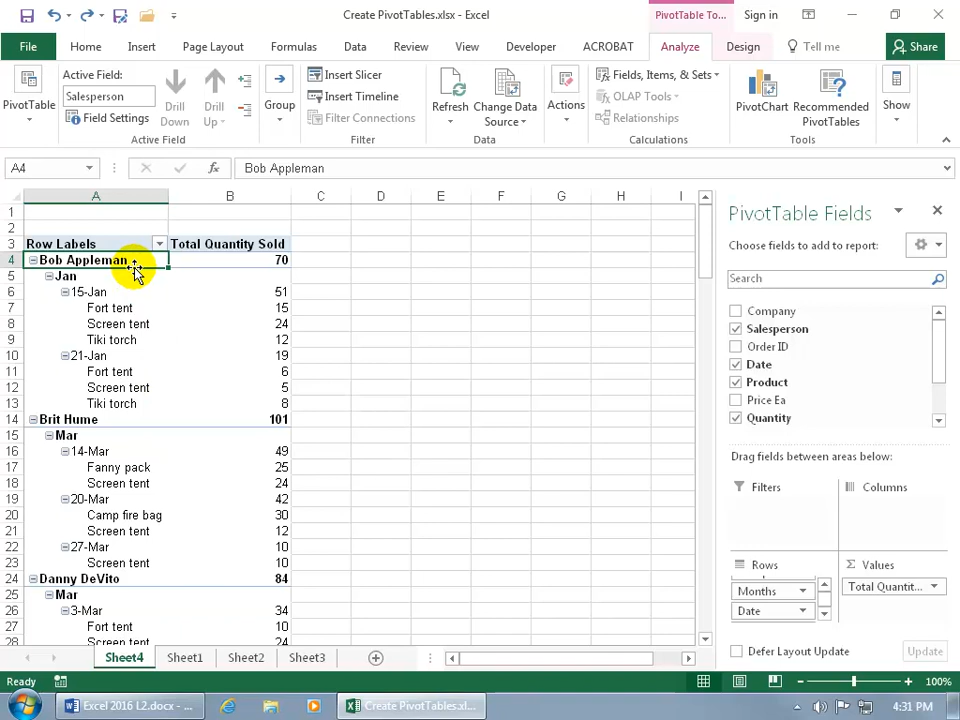 Create PivotTables.xlsx - Excel
PivotTable To...
Sign in
File
Home
Insert
Page Layout
Formulas
Data
Review
View
Developer
ACROBAT
Analyze
Design
Tell me
Share
PivotTable
Active Field:
Salesperson
Field Settings
Drill Down
Drill Up
Active Field
Group
Insert Slicer
Insert Timeline
Filter Connections
Filter
Refresh
Change Data Source
Data
Actions
Fields, Items, & Sets
OLAP Tools
Relationships
Calculations
PivotChart
Recommended PivotTables
Tools
Show
A4
fx
Bob Appleman
A B C D E F G H I
1
2
3 Row Labels Total Quantity Sold
4 Bob Appleman 70
5 Jan
6 15-Jan 51
7 Fort tent 15
8 Screen tent 24
9 Tiki torch 12
10 21-Jan 19
11 Fort tent 6
12 Screen tent 5
13 Tiki torch 8
14 Brit Hume 101
15 Mar
16 14-Mar 49
17 Fanny pack 25
18 Screen tent 24
19 20-Mar 42
20 Camp fire bag 30
21 Screen tent 12
22 27-Mar 10
23 Screen tent 10
24 Danny DeVito 84
25 Mar
26 3-Mar 34
27 Fort tent 10
28 Screen tent 24
PivotTable Fields
Choose fields to add to report:
Search
Company
Salesperson
Order ID
Date
Product
Price Ea
Quantity
Drag fields between areas below:
Filters
Columns
Rows
Σ Values
Months
Date
Total Quantit...
Defer Layout Update
Update
Sheet4
Sheet1
Sheet2
Sheet3
Ready
100%
Excel 2016 L2.docx - ...
Create PivotTables.xl...
4:31 PM